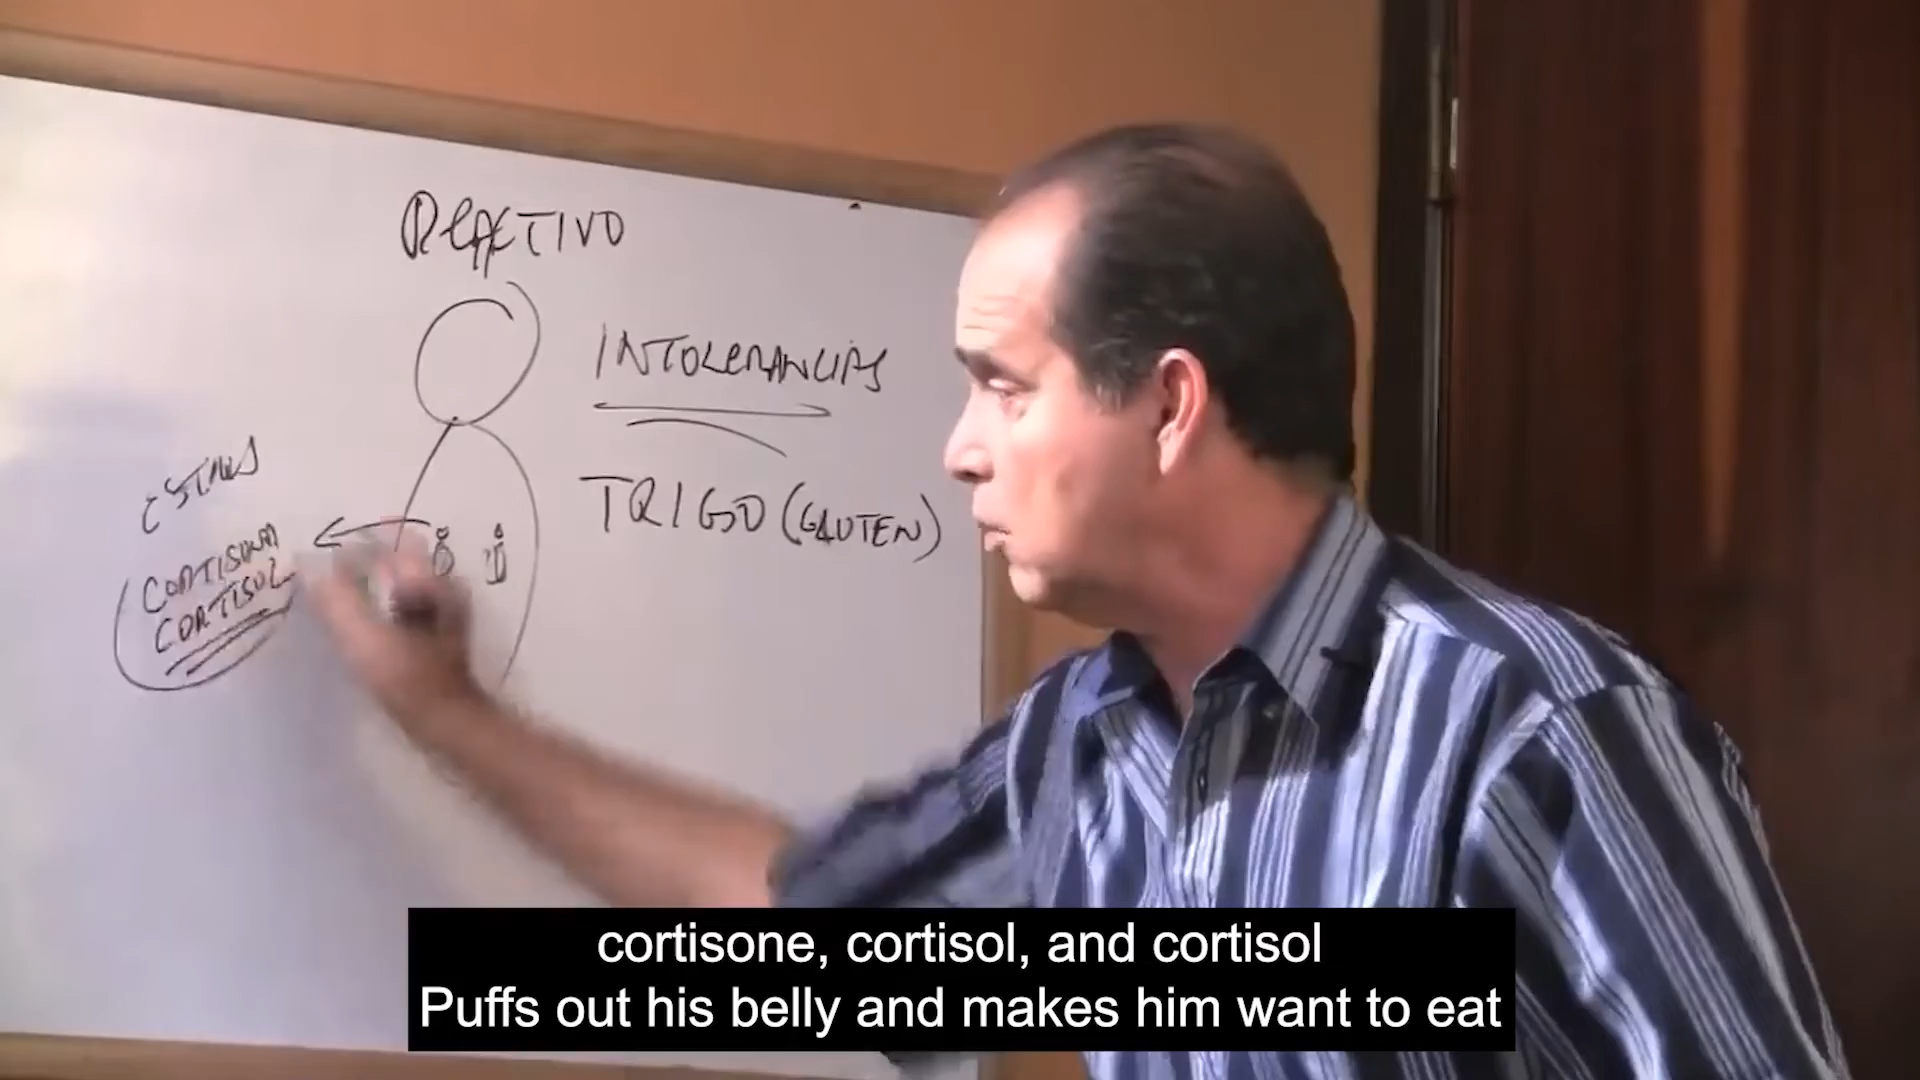 REACTIVO
INTOLERANCIAS
TRIGO (GLUTEN)
ESTRES
CORTISONA
CORTISOL
cortisone, cortisol, and cortisol
Puffs out his belly and makes him want to eat